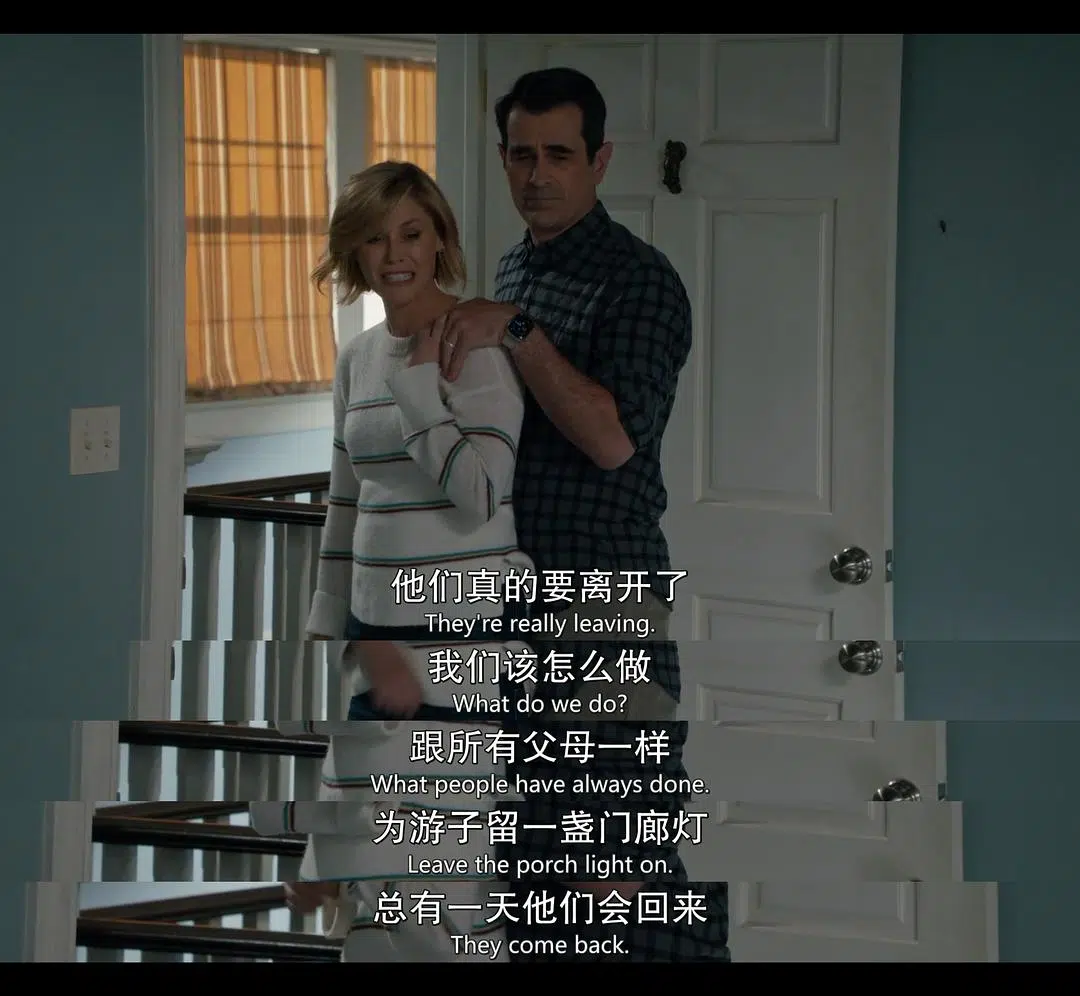 他们真的要离开了
They're really leaving.
我们该怎么做
What do we do?
跟所有父母一样
What people have always done.
为游子留一盏门廊灯
Leave the porch light on.
总有一天他们会回来
They come back.